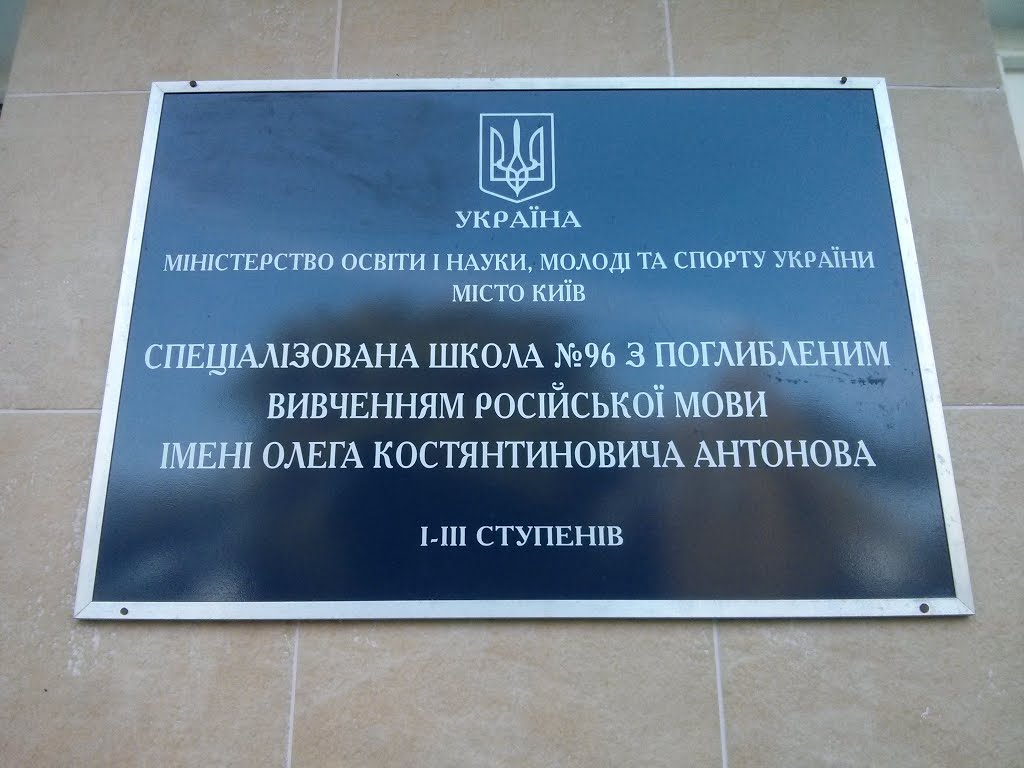 УКРАЇНА
МІНІСТЕРСТВО ОСВІТИ І НАУКИ, МОЛОДІ ТА СПОРТУ УКРАЇНИ
МІСТО КИЇВ
СПЕЦІАЛІЗОВАНА ШКОЛА №96 З ПОГЛИБЛЕНИМ
ВИВЧЕННЯМ РОСІЙСЬКОЇ МОВИ
ІМЕНІ ОЛЕГА КОСТЯНТИНОВИЧА АНТОНОВА
І-ІІІ СТУПЕНІВ